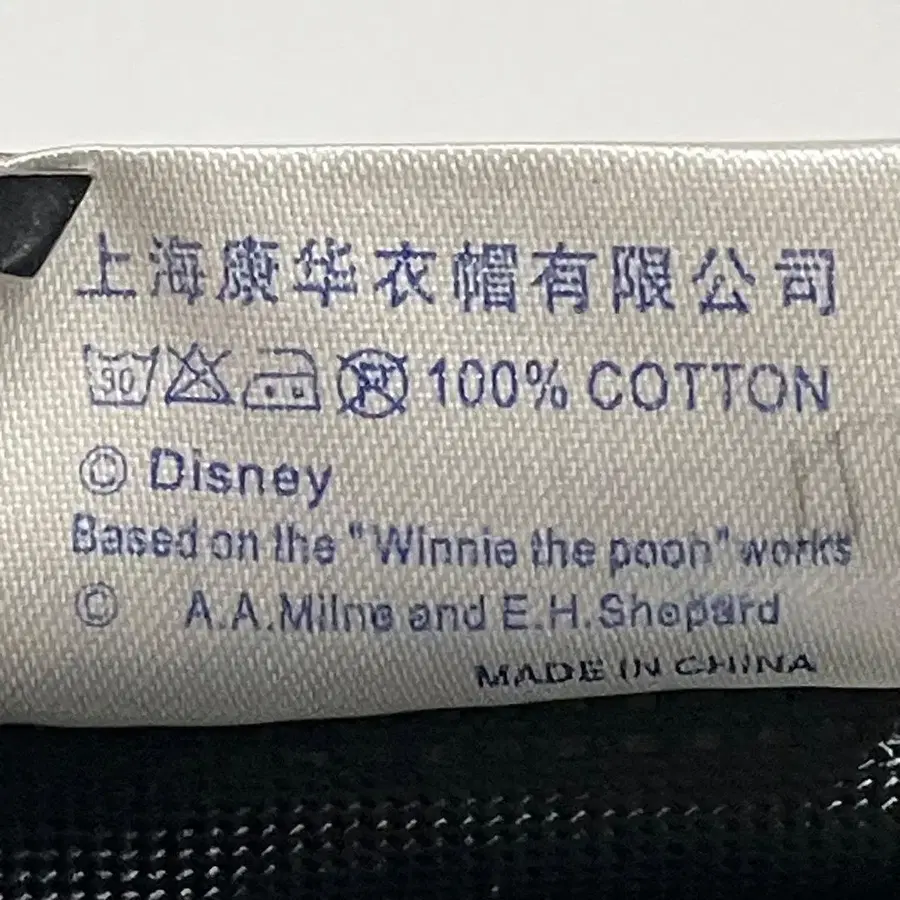 上海康华衣帽有限公司
30 100% COTTON
© Disney
Based on the "Winnie the pooh" works
© A.A.Milne and E.H.Shepard
MADE IN CHINA